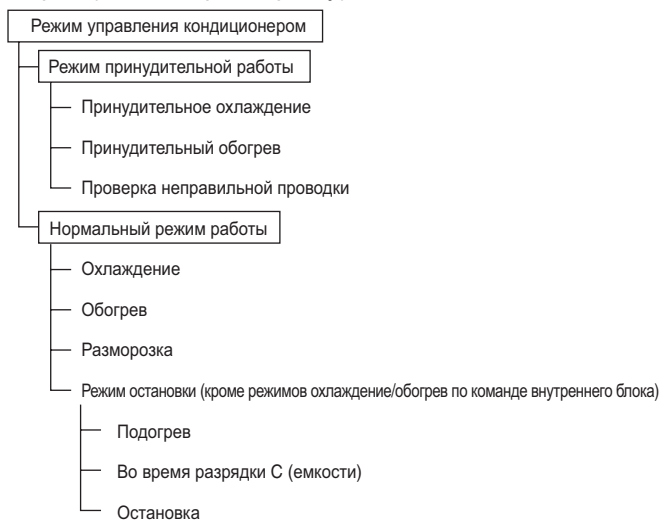 Режим управления кондиционером
Режим принудительной работы
Принудительное охлаждение
Принудительный обогрев
Проверка неправильной проводки
Нормальный режим работы
Охлаждение
Обогрев
Разморозка
Режим остановки (кроме режимов охлаждение/обогрев по команде внутреннего блока)
Подогрев
Во время разрядки С (емкости)
Остановка